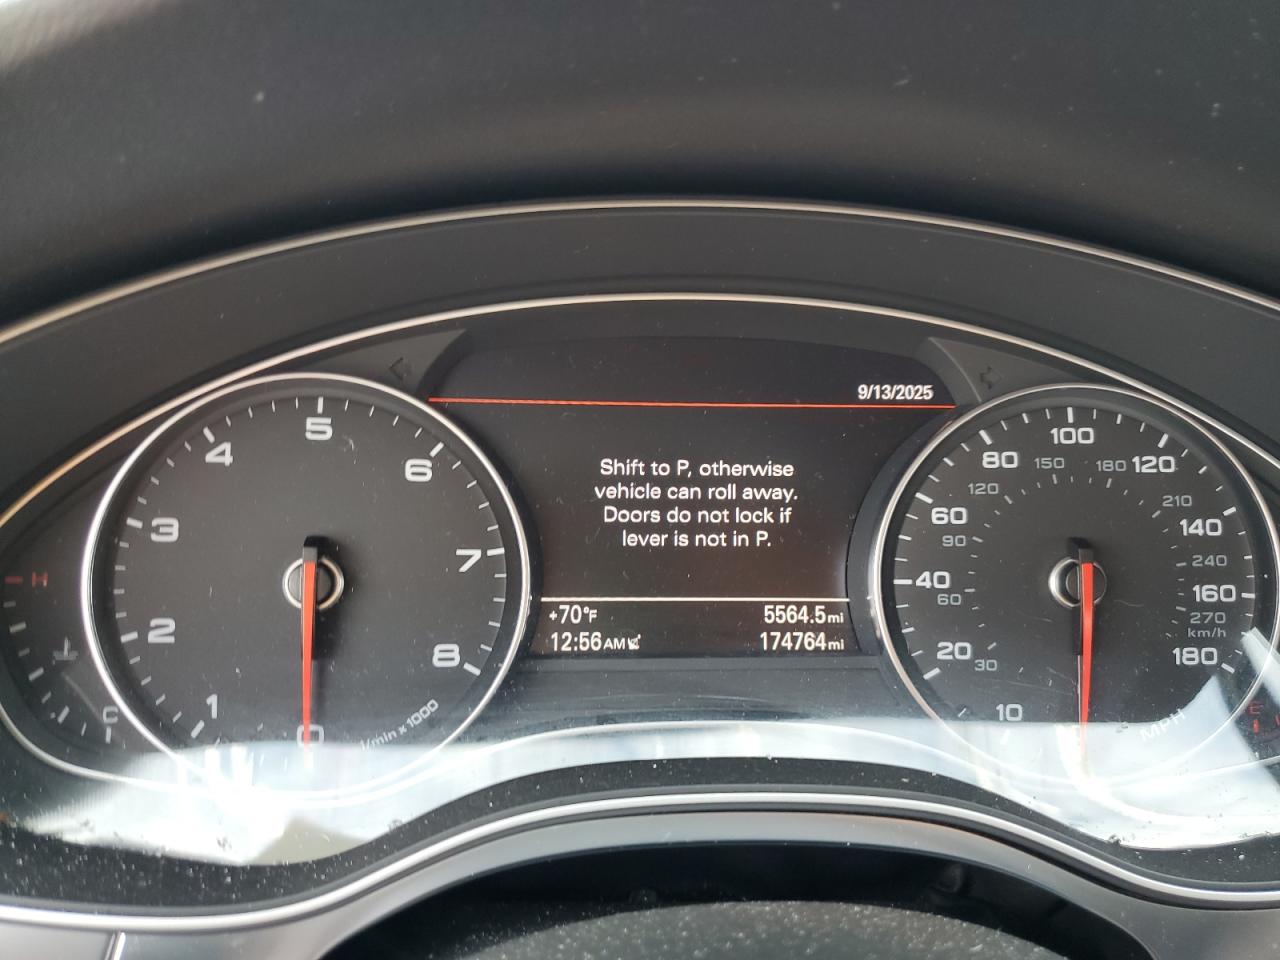 9/13/2025
Shift to P, otherwise
vehicle can roll away.
Doors do not lock if
lever is not in P.
+70°F 5564.5mi
12:56AM 174764mi
H
C
0
1
2
3
4
5
6
7
8
1/min x 1000
10
20
30
40
60
60
90
80
120
100
150
120
180
140
210
160
240
180
270
km/h
MPH
E